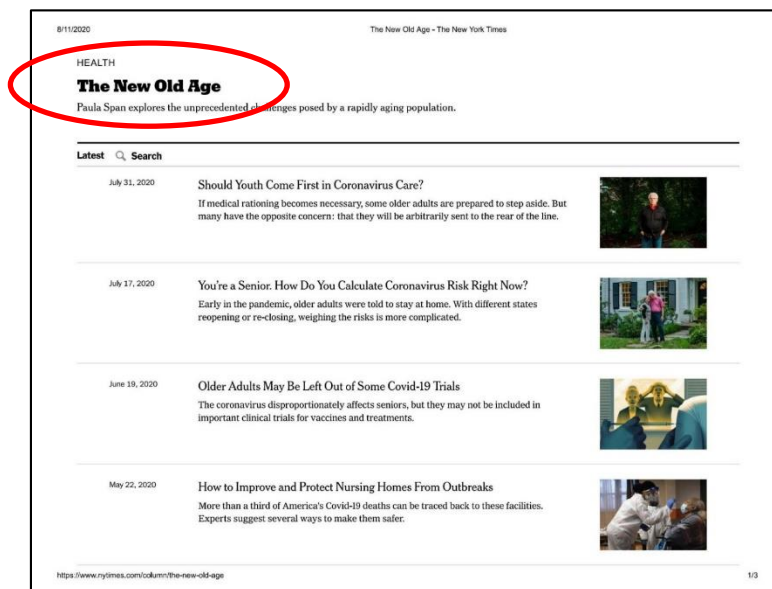 8/11/2020
The New Old Age - The New York Times
HEALTH
The New Old Age
Paula Span explores the unprecedented challenges posed by a rapidly aging population.
Latest Search
July 31, 2020
Should Youth Come First in Coronavirus Care?
If medical rationing becomes necessary, some older adults are prepared to step aside. But
many have the opposite concern: that they will be arbitrarily sent to the rear of the line.
July 17, 2020
You're a Senior. How Do You Calculate Coronavirus Risk Right Now?
Early in the pandemic, older adults were told to stay at home. With different states
reopening or re-closing, weighing the risks is more complicated.
June 19, 2020
Older Adults May Be Left Out of Some Covid-19 Trials
The coronavirus disproportionately affects seniors, but they may not be included in
important clinical trials for vaccines and treatments.
May 22, 2020
How to Improve and Protect Nursing Homes From Outbreaks
More than a third of America's Covid-19 deaths can be traced back to these facilities.
Experts suggest several ways to make them safer.
https://www.nytimes.com/column/the-new-old-age
1/3